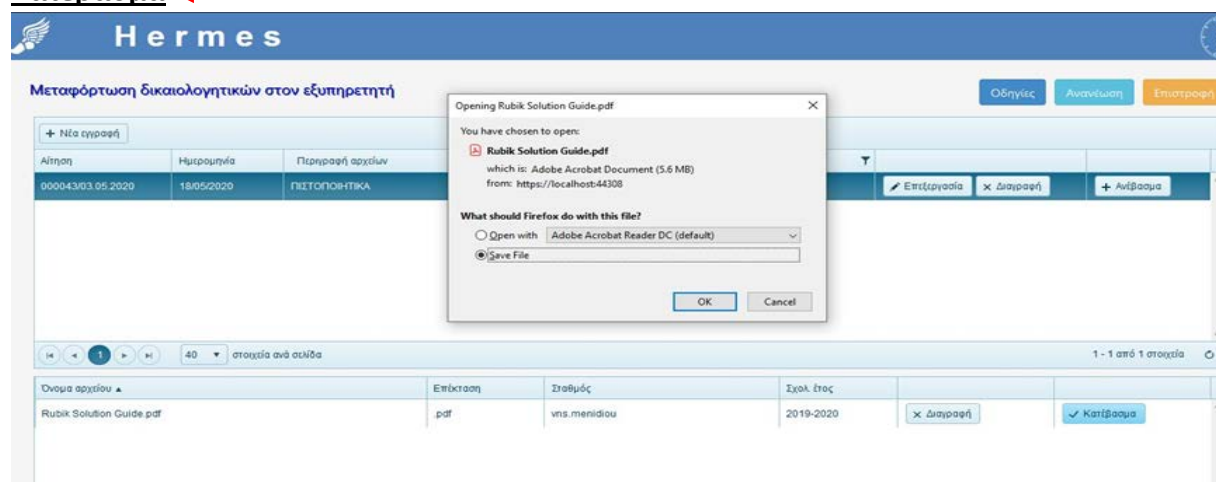 Hermes
Μεταφόρτωση δικαιολογητικών στον εξυπηρετητή
Οδηγίες Ανανέωση Επιστροφή
+ Νέα εγγραφή
Αίτηση Ημερομηνία Περιγραφή αρχείων
000043/03.05.2020 18/05/2020 ΠΙΣΤΟΠΟΙΗΤΙΚΑ Επεξεργασία × Διαγραφή + Ανέβασμα
Opening Rubik Solution Guide.pdf
You have chosen to open:
Rubik Solution Guide.pdf
which is: Adobe Acrobat Document (5.6 MB)
from: https://localhost:44308
What should Firefox do with this file?
Open with Adobe Acrobat Reader DC (default)
Save File
OK Cancel
1 40 στοιχεία ανά σελίδα 1 - 1 από 1 στοιχεία
Όνομα αρχείου Επέκταση Σταθμός Σχολ. έτος
Rubik Solution Guide.pdf .pdf vns.menidiou 2019-2020 × Διαγραφή Κατέβασμα